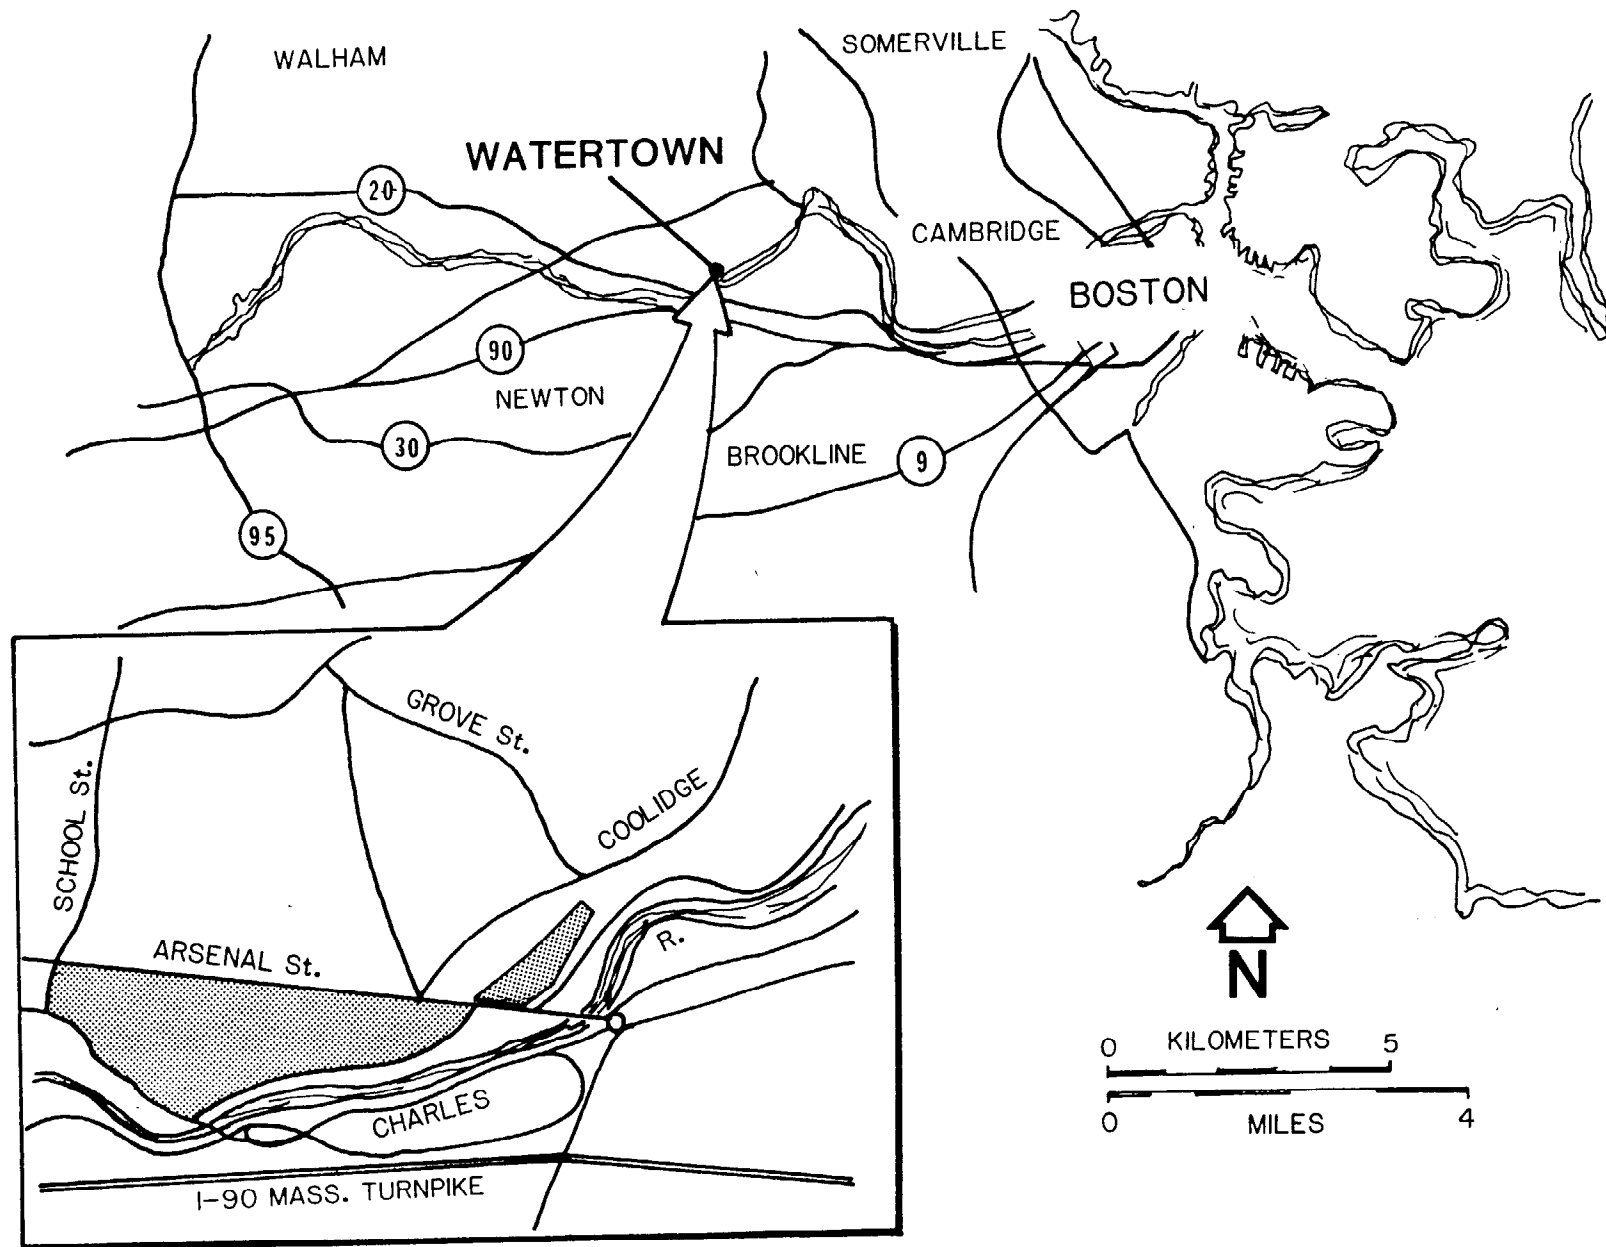 WALHAM
SOMERVILLE
WATERTOWN
20
CAMBRIDGE
BOSTON
90
NEWTON
30
BROOKLINE
9
95
GROVE St.
SCHOOL St.
COOLIDGE
ARSENAL St.
R.
CHARLES
I-90 MASS. TURNPIKE
N
0 KILOMETERS 5
0 MILES 4